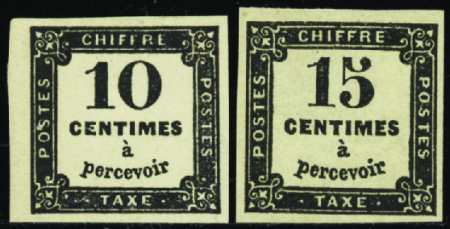 CHIFFRE
POSTES
10
CENTIMES
à
percevoir
POSTES
· TAXE ·
CHIFFRE
POSTES
15
CENTIMES
à
percevoir
POSTES
· TAXE ·